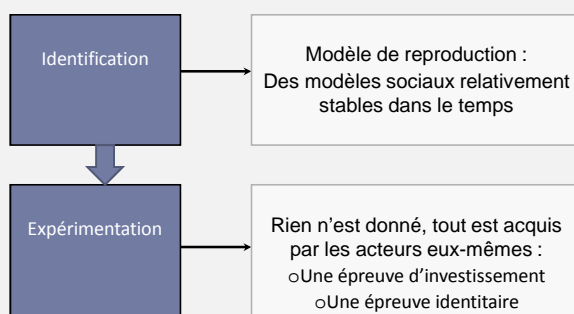 Identification
Modèle de reproduction :
Des modèles sociaux relativement
stables dans le temps
Expérimentation
Rien n’est donné, tout est acquis
par les acteurs eux-mêmes :
oUne épreuve d’investissement
oUne épreuve identitaire